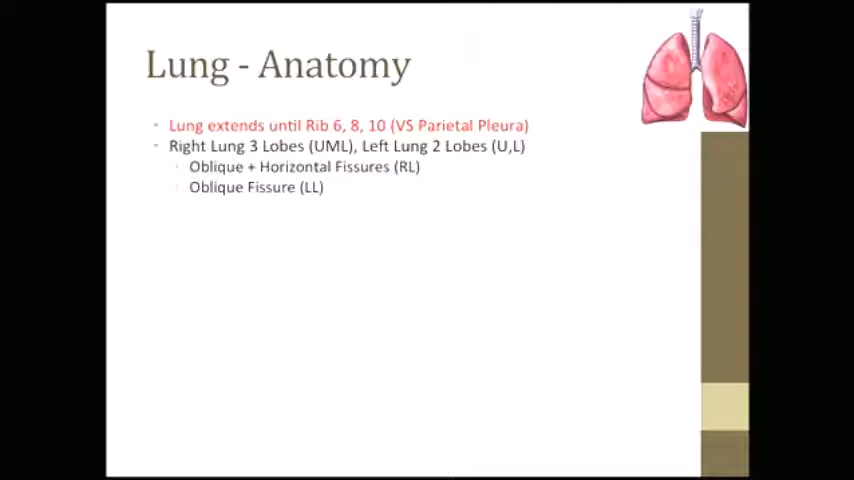 Lung - Anatomy
Lung extends until Rib 6, 8, 10 (VS Parietal Pleura)
Right Lung 3 Lobes (UML), Left Lung 2 Lobes (U,L)
Oblique + Horizontal Fissures (RL)
Oblique Fissure (LL)